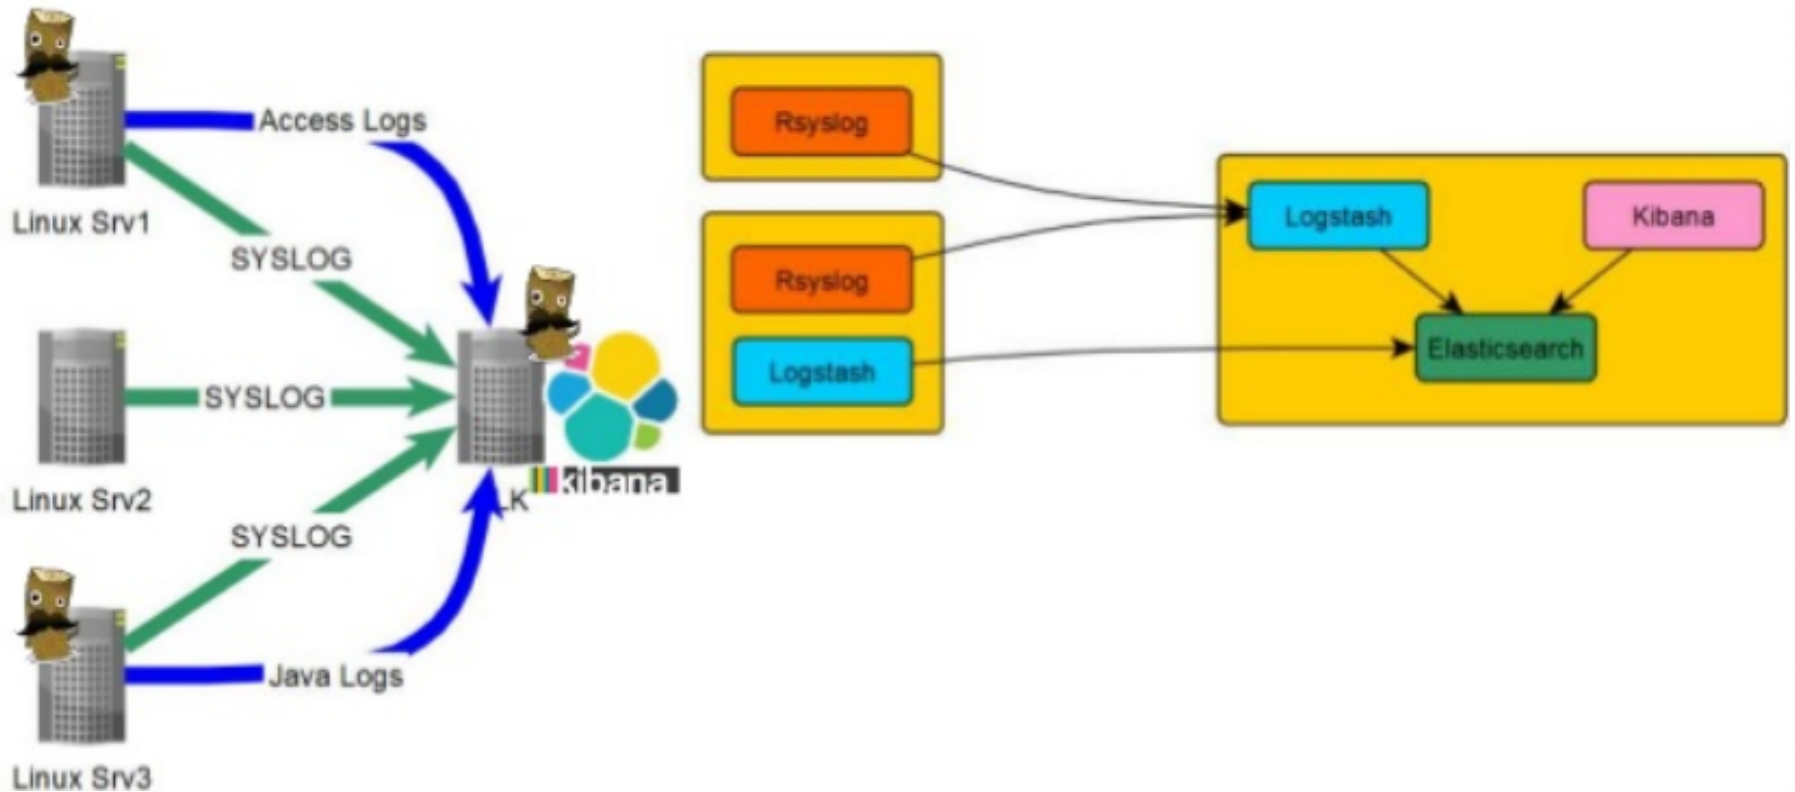 Access Logs
Linux Srv1
SYSLOG
SYSLOG
Linux Srv2
LK
kibana
SYSLOG
Java Logs
Linux Srv3
Rsyslog
Rsyslog
Logstash
Logstash
Kibana
Elasticsearch